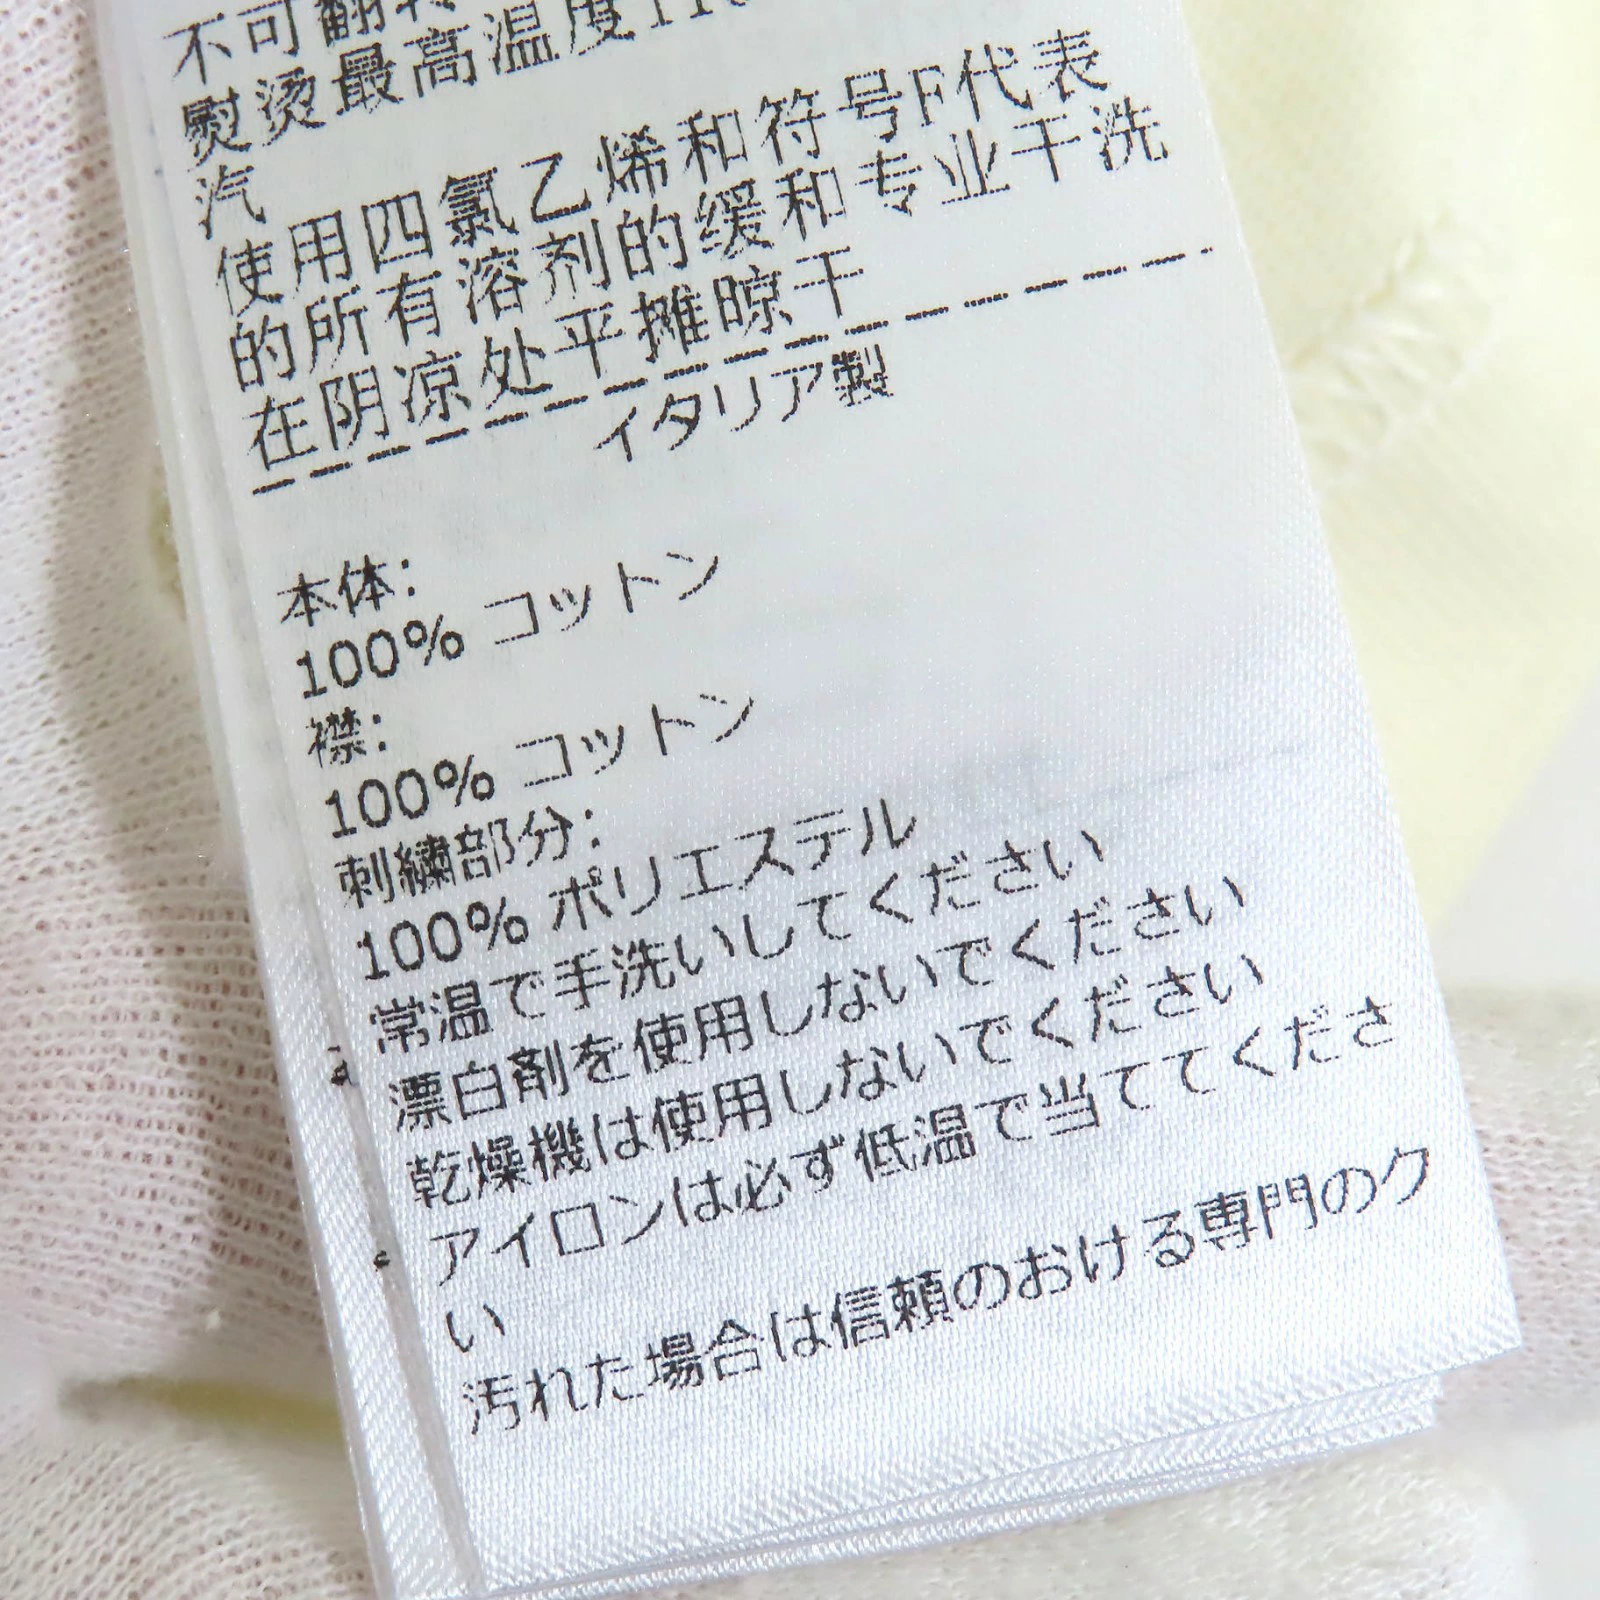 不可翻转
熨烫最高温度11
汽
使用四氯乙烯和符号F代表
的所有溶剂的缓和专业干洗
在阴凉处平摊晾干
イタリア製
本体:
100% コットン
襟:
100% コットン
刺繍部分:
100% ポリエステル
常温で手洗いしてください
漂白剤を使用しないでください
乾燥機は使用しないでください
アイロンは必ず低温で当ててくださ
い
汚れた場合は信頼のおける専門のク